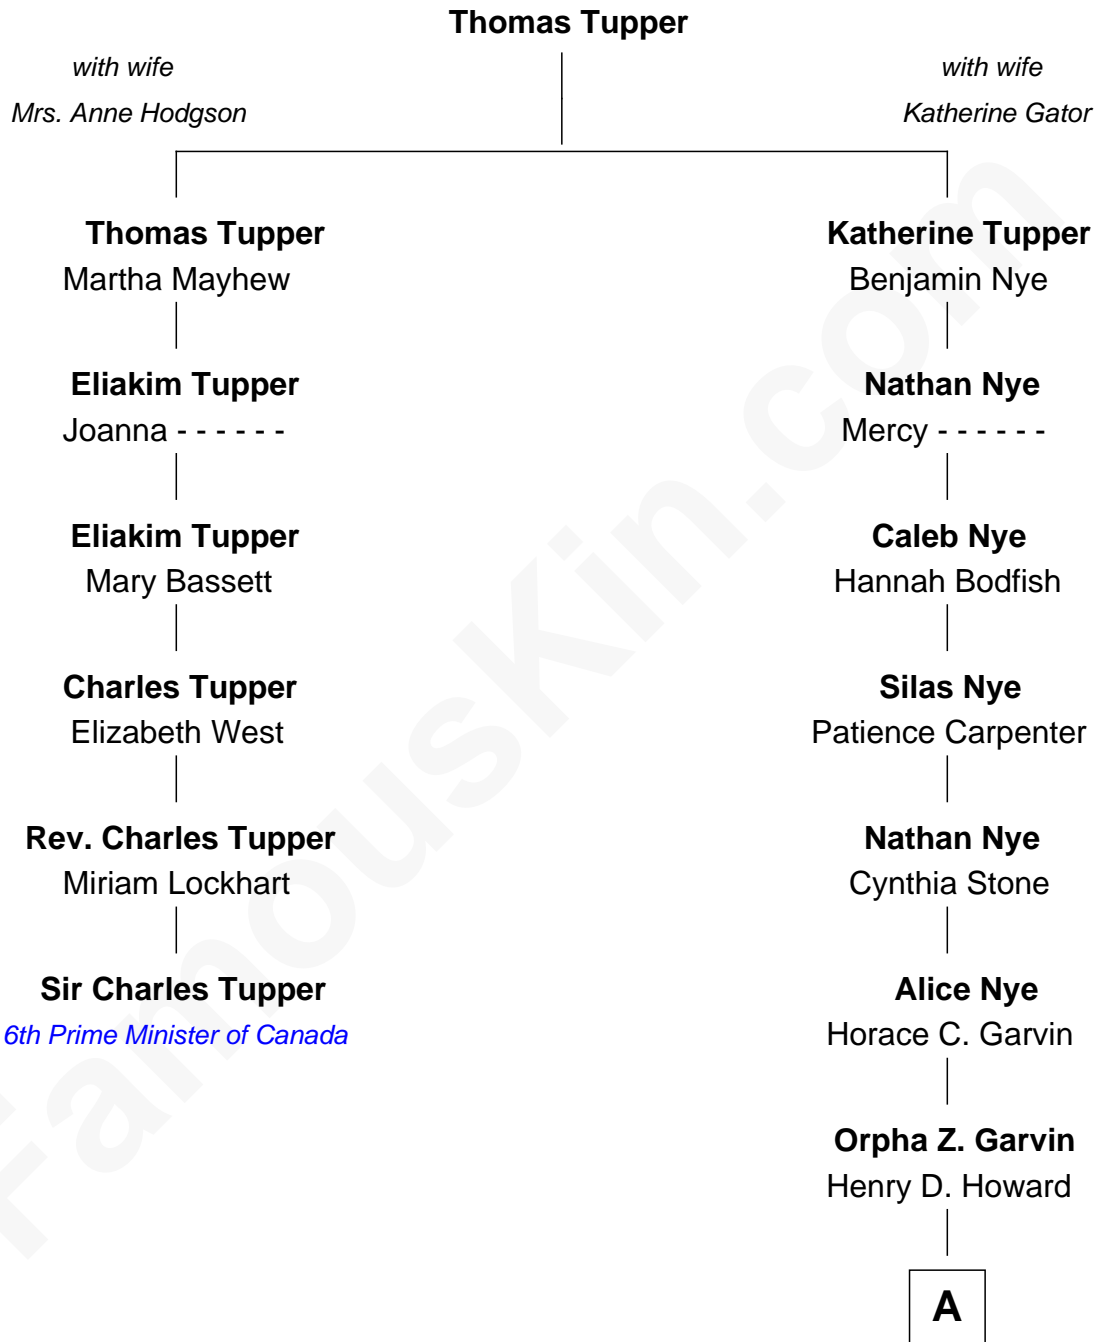 Thomas Tupper
with wife
Mrs. Anne Hodgson
with wife
Katherine Gator
Thomas Tupper
Martha Mayhew
Katherine Tupper
Benjamin Nye
Eliakim Tupper
Joanna - - - - - -
Nathan Nye
Mercy - - - - - -
Eliakim Tupper
Mary Bassett
Caleb Nye
Hannah Bodfish
Charles Tupper
Elizabeth West
Silas Nye
Patience Carpenter
Rev. Charles Tupper
Miriam Lockhart
Nathan Nye
Cynthia Stone
Sir Charles Tupper
6th Prime Minister of Canada
Alice Nye
Horace C. Garvin
Orpha Z. Garvin
Henry D. Howard
A
FamousKin.com